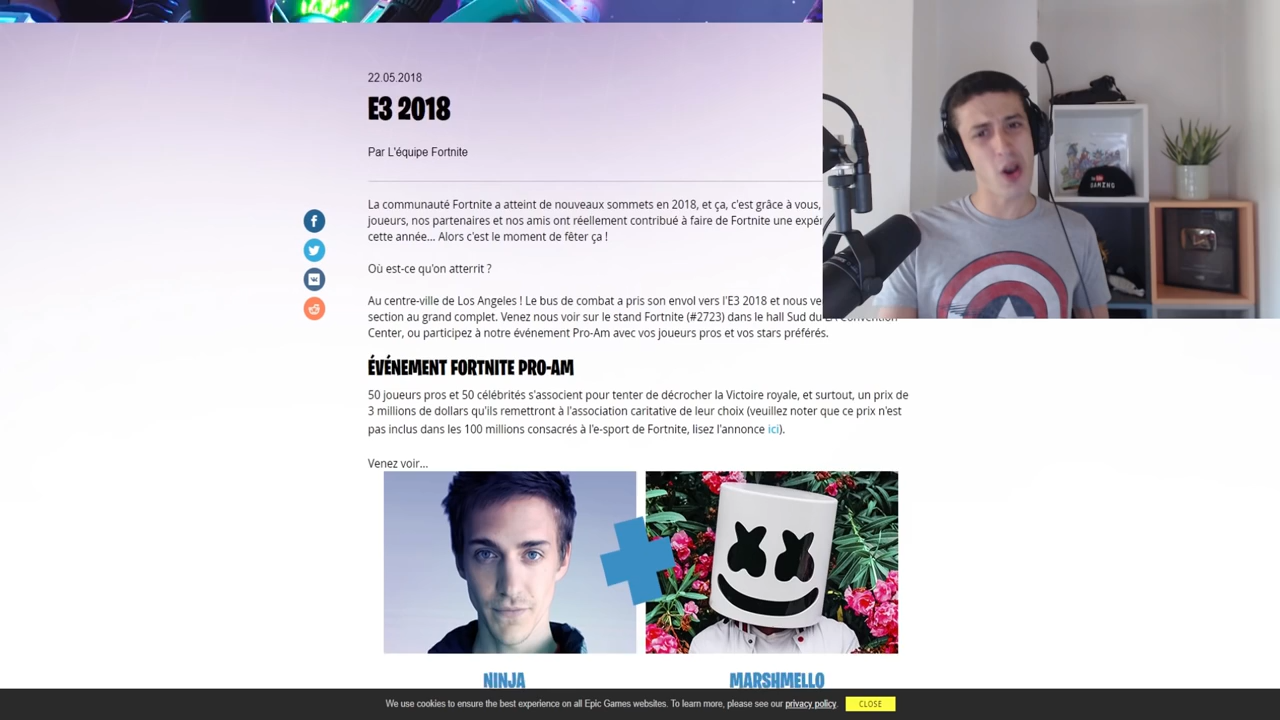 22.05.2018
E3 2018
Par L'équipe Fortnite
La communauté Fortnite a atteint de nouveaux sommets en 2018, et ça, c'est grâce à vous,
joueurs, nos partenaires et nos amis ont réellement contribué à faire de Fortnite une
cette année... Alors c'est le moment de fêter ça !
Où est-ce qu'on atterrit ?
Au centre-ville de Los Angeles ! Le bus de combat a pris son envol vers l'E3 2018 et nous
section au grand complet. Venez nous voir sur le stand Fortnite (#2723) dans le hall Sud du LA Convention
Center, ou participez à notre événement Pro-Am avec vos joueurs pros et vos stars préférés.
ÉVÉNEMENT FORTNITE PRO-AM
50 joueurs pros et 50 célébrités s'associent pour tenter de décrocher la Victoire royale, et surtout, un prix de
3 millions de dollars qu'ils remettront à l'association caritative de leur choix (veuillez noter que ce prix n'est
pas inclus dans les 100 millions consacrés à l'e-sport de Fortnite, lisez l'annonce ici).
Venez voir...
NINJA
MARSHMELLO
We use cookies to ensure the best experience on all Epic Games websites. To learn more, please see our privacy policy.
CLOSE
GAMING